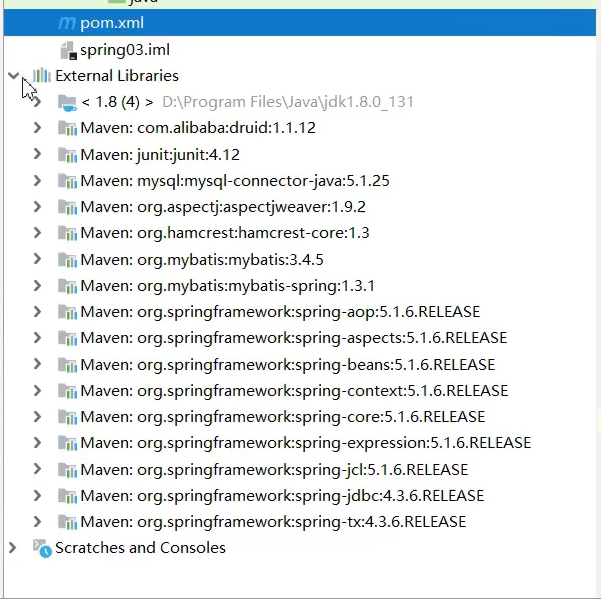 java
pom.xml
spring03.iml
External Libraries
< 1.8 (4) > D:\Program Files\Java\jdk1.8.0_131
Maven: com.alibaba:druid:1.1.12
Maven: junit:junit:4.12
Maven: mysql:mysql-connector-java:5.1.25
Maven: org.aspectj:aspectjweaver:1.9.2
Maven: org.hamcrest:hamcrest-core:1.3
Maven: org.mybatis:mybatis:3.4.5
Maven: org.mybatis:mybatis-spring:1.3.1
Maven: org.springframework:spring-aop:5.1.6.RELEASE
Maven: org.springframework:spring-aspects:5.1.6.RELEASE
Maven: org.springframework:spring-beans:5.1.6.RELEASE
Maven: org.springframework:spring-context:5.1.6.RELEASE
Maven: org.springframework:spring-core:5.1.6.RELEASE
Maven: org.springframework:spring-expression:5.1.6.RELEASE
Maven: org.springframework:spring-jcl:5.1.6.RELEASE
Maven: org.springframework:spring-jdbc:4.3.6.RELEASE
Maven: org.springframework:spring-tx:4.3.6.RELEASE
Scratches and Consoles